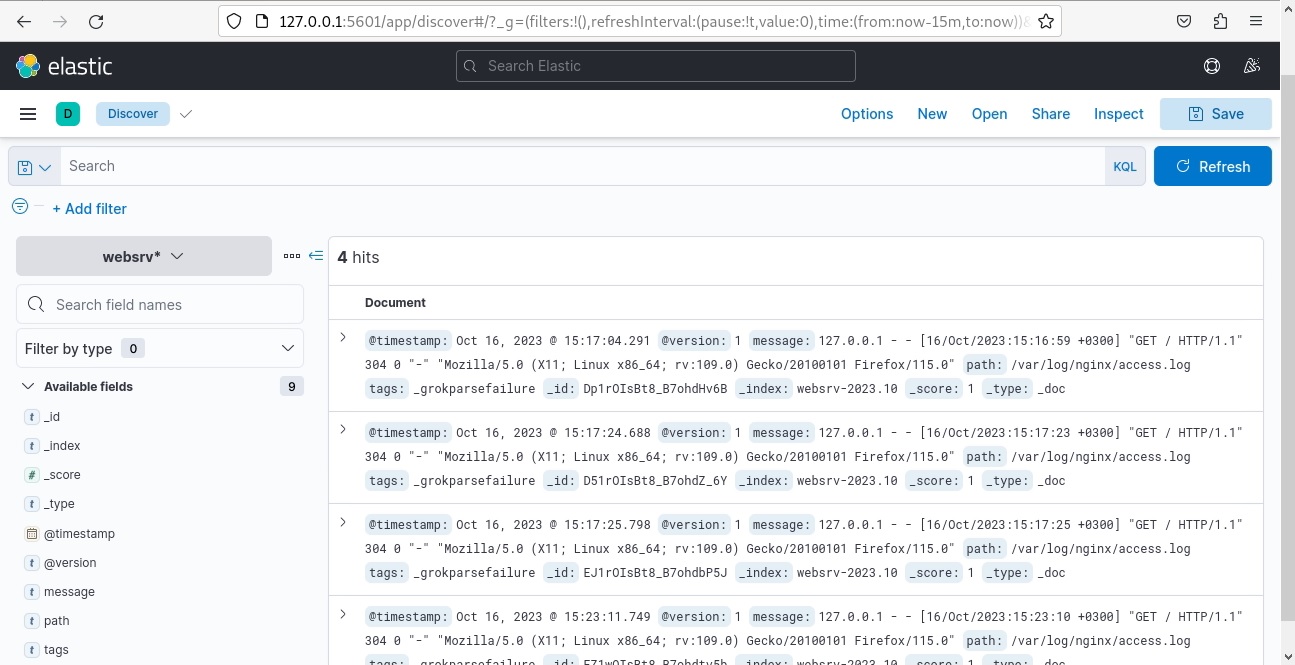 127.0.0.1:5601/app/discover#/?_g=(filters:!(),refreshInterval:(pause:!t,value:0),time:(from:now-15m,to:now))&
elastic
Search Elastic
D
Discover
Options
New
Open
Share
Inspect
Save
Search
KQL
Refresh
+ Add filter
websrv*
4 hits
Search field names
Document
Filter by type 0
Available fields 9
t _id
t _index
# _score
t _type
@timestamp
t @version
t message
t path
t tags
@timestamp: Oct 16, 2023 @ 15:17:04.291 @version: 1 message: 127.0.0.1 - - [16/Oct/2023:15:16:59 +0300] "GET / HTTP/1.1"
304 0 "-" "Mozilla/5.0 (X11; Linux x86_64; rv:109.0) Gecko/20100101 Firefox/115.0" path: /var/log/nginx/access.log
tags: _grokparsefailure _id: Dp1rOIsBt8_B7ohdHv6B _index: websrv-2023.10 _score: 1 _type: _doc
@timestamp: Oct 16, 2023 @ 15:17:24.688 @version: 1 message: 127.0.0.1 - - [16/Oct/2023:15:17:23 +0300] "GET / HTTP/1.1"
304 0 "-" "Mozilla/5.0 (X11; Linux x86_64; rv:109.0) Gecko/20100101 Firefox/115.0" path: /var/log/nginx/access.log
tags: _grokparsefailure _id: D51rOIsBt8_B7ohdZ_6Y _index: websrv-2023.10 _score: 1 _type: _doc
@timestamp: Oct 16, 2023 @ 15:17:25.798 @version: 1 message: 127.0.0.1 - - [16/Oct/2023:15:17:25 +0300] "GET / HTTP/1.1"
304 0 "-" "Mozilla/5.0 (X11; Linux x86_64; rv:109.0) Gecko/20100101 Firefox/115.0" path: /var/log/nginx/access.log
tags: _grokparsefailure _id: EJ1rOIsBt8_B7ohdbP5J _index: websrv-2023.10 _score: 1 _type: _doc
@timestamp: Oct 16, 2023 @ 15:23:11.749 @version: 1 message: 127.0.0.1 - - [16/Oct/2023:15:23:10 +0300] "GET / HTTP/1.1"
304 0 "-" "Mozilla/5.0 (X11; Linux x86_64; rv:109.0) Gecko/20100101 Firefox/115.0" path: /var/log/nginx/access.log
tags: _grokparsefailure _id: _index: websrv-2023.10 _score: 1 _type: _doc